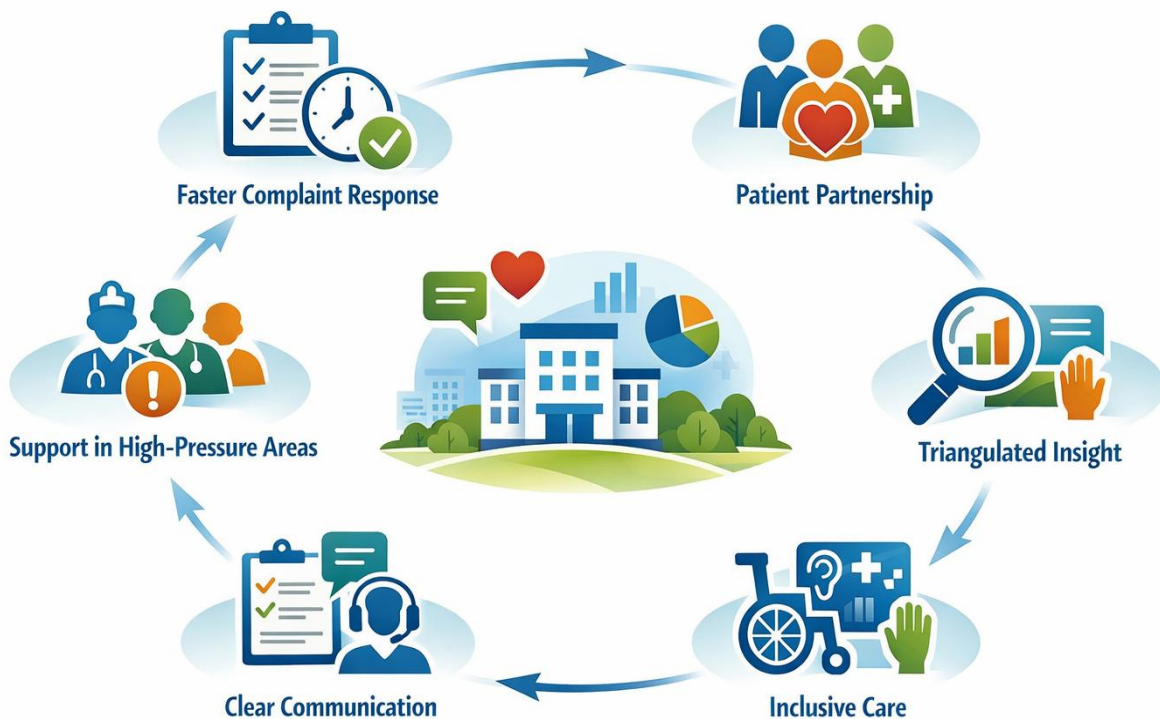 Faster Complaint Response
Patient Partnership
Support in High-Pressure Areas
Triangulated Insight
Clear Communication
Inclusive Care